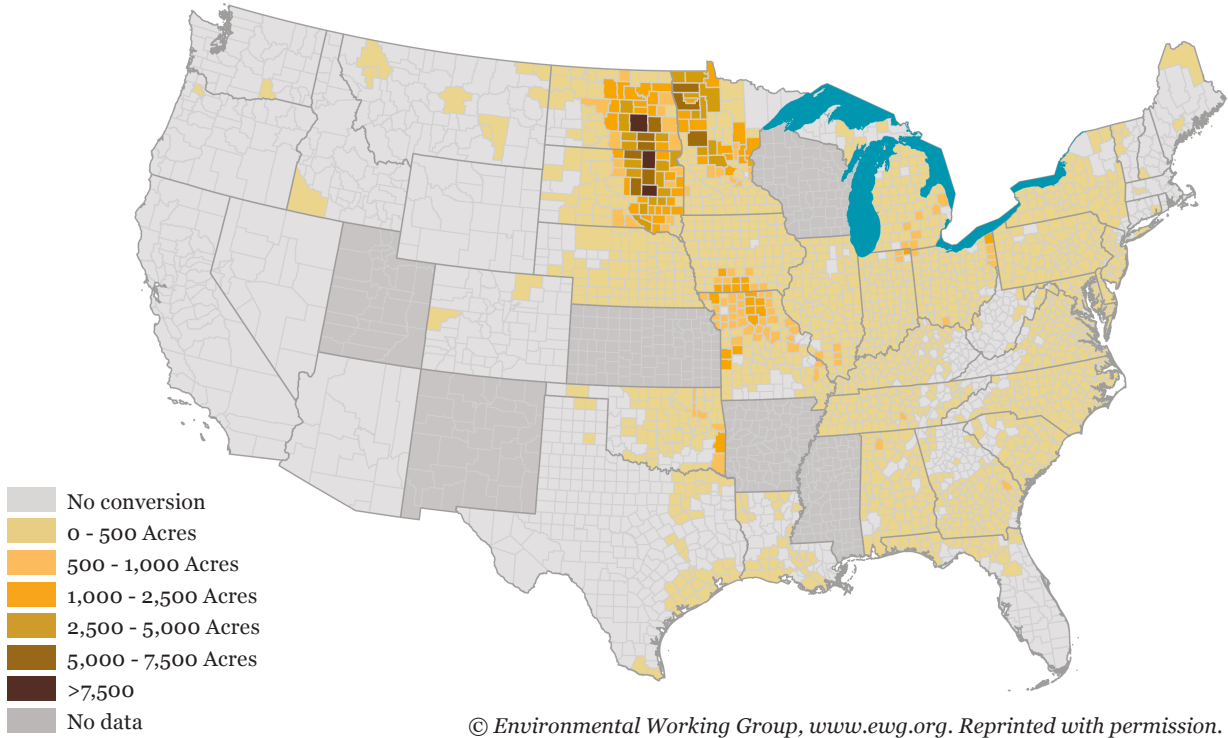 No conversion
0 - 500 Acres
500 - 1,000 Acres
1,000 - 2,500 Acres
2,500 - 5,000 Acres
5,000 - 7,500 Acres
>7,500
No data
© Environmental Working Group, www.ewg.org. Reprinted with permission.